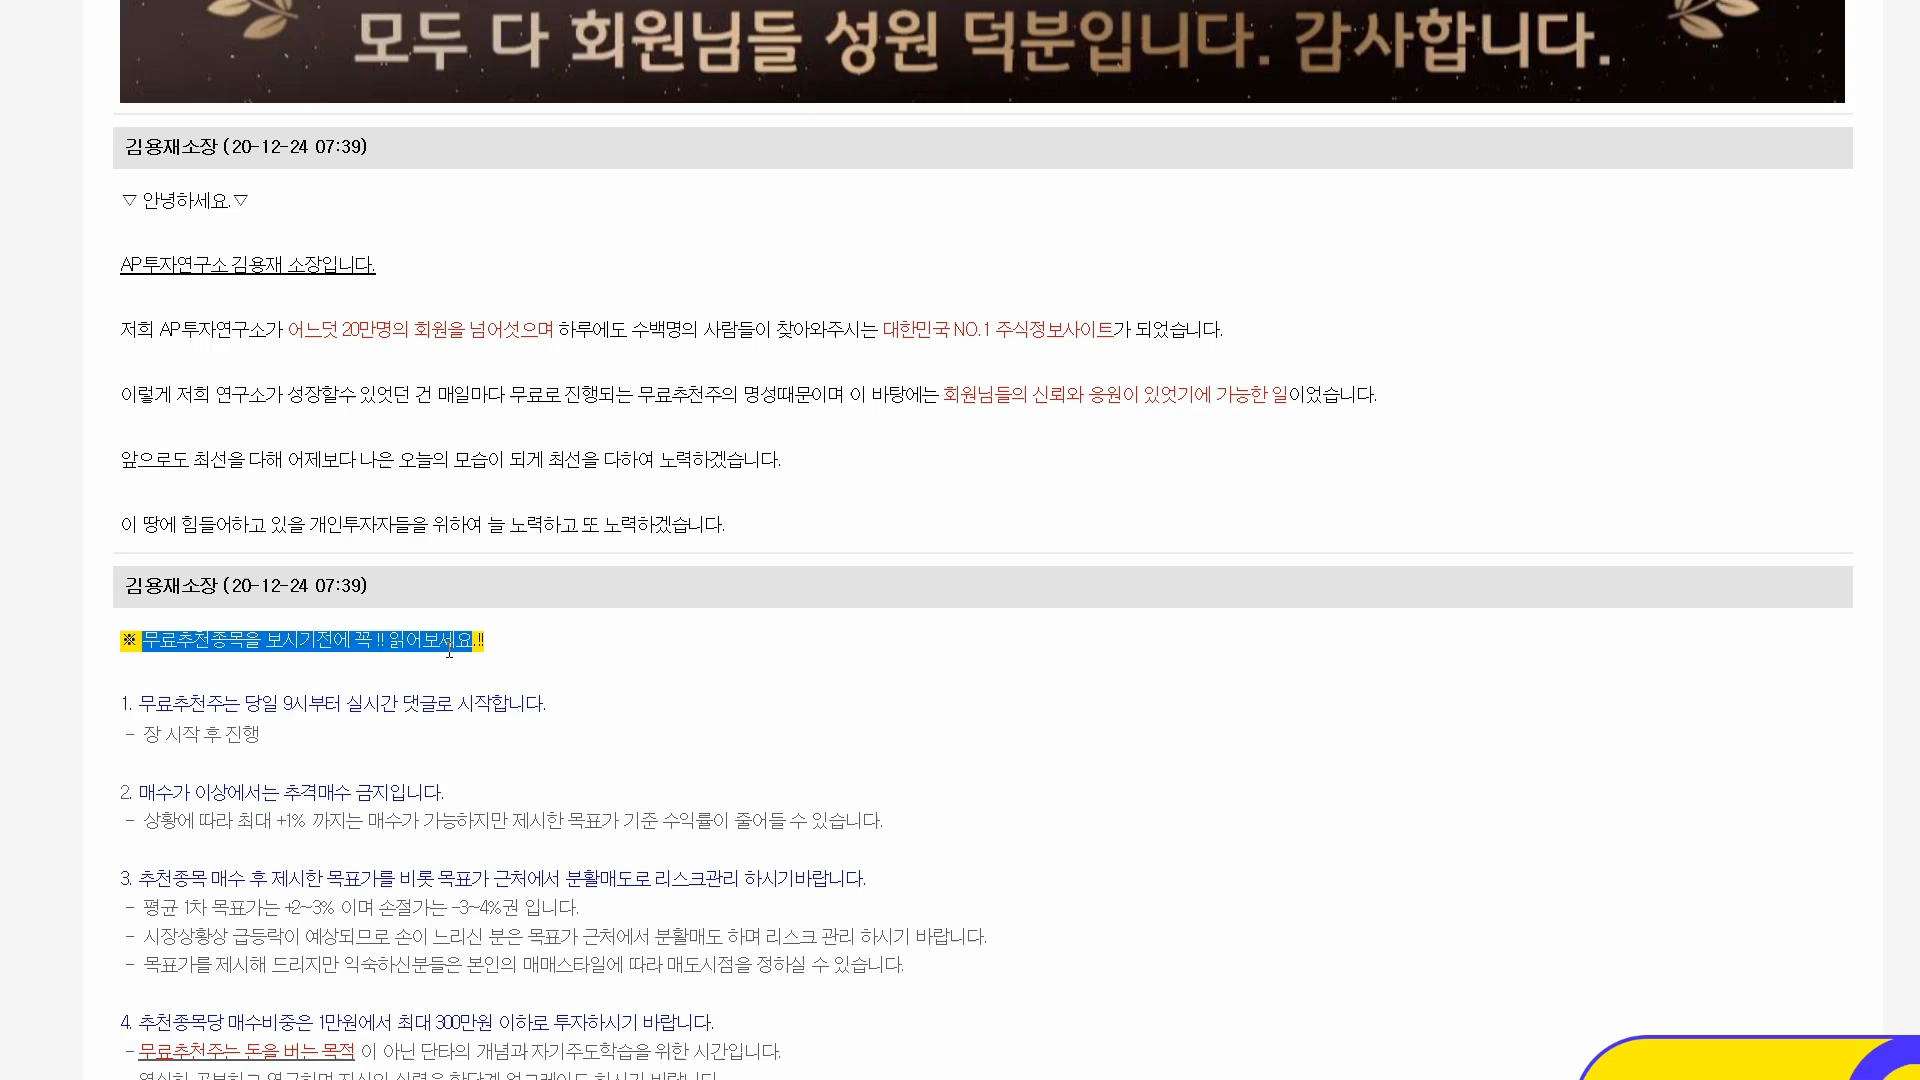 모두 다 회원님들 성원 덕분입니다. 감사합니다.
김용재소장 (20-12-24 07:39)
▽ 안녕하세요.▽
AP투자연구소 김용재 소장입니다.
저희 AP투자연구소가 어느덧 20만명의 회원을 넘어섯으며 하루에도 수백명의 사람들이 찾아와주시는 대한민국 NO.1 주식정보사이트가 되었습니다.
이렇게 저희 연구소가 성장할수 있엇던 건 매일마다 무료로 진행되는 무료추천주의 명성때문이며 이 바탕에는 회원님들의 신뢰와 응원이 있엇기에 가능한 일이었습니다.
앞으로도 최선을 다해 어제보다 나은 오늘의 모습이 되게 최선을 다하여 노력하겠습니다.
이 땅에 힘들어하고 있을 개인투자자들을 위하여 늘 노력하고 또 노력하겠습니다.
김용재소장 (20-12-24 07:39)
※ 무료추천종목을 보시기전에 꼭 !! 읽어보세요.!!
1. 무료추천주는 당일 9시부터 실시간 댓글로 시작합니다.
- 장 시작 후 진행
2. 매수가 이상에서는 추격매수 금지입니다.
- 상황에 따라 최대 +1% 까지는 매수가 가능하지만 제시한 목표가 기준 수익률이 줄어들 수 있습니다.
3. 추천종목 매수 후 제시한 목표가를 비롯 목표가 근처에서 분활매도로 리스크관리 하시기바랍니다.
- 평균 1차 목표가는 +2~3% 이며 손절가는 -3~4%권 입니다.
- 시장상황상 급등락이 예상되므로 손이 느리신 분은 목표가 근처에서 분활매도 하며 리스크 관리 하시기 바랍니다.
- 목표가를 제시해 드리지만 익숙하신분들은 본인의 매매스타일에 따라 매도시점을 정하실 수 있습니다.
4. 추천종목당 매수비중은 1만원에서 최대 300만원 이하로 투자하시기 바랍니다.
- 무료추천주는 돈을 버는 목적 이 아닌 단타의 개념과 자기주도학습을 위한 시간입니다.